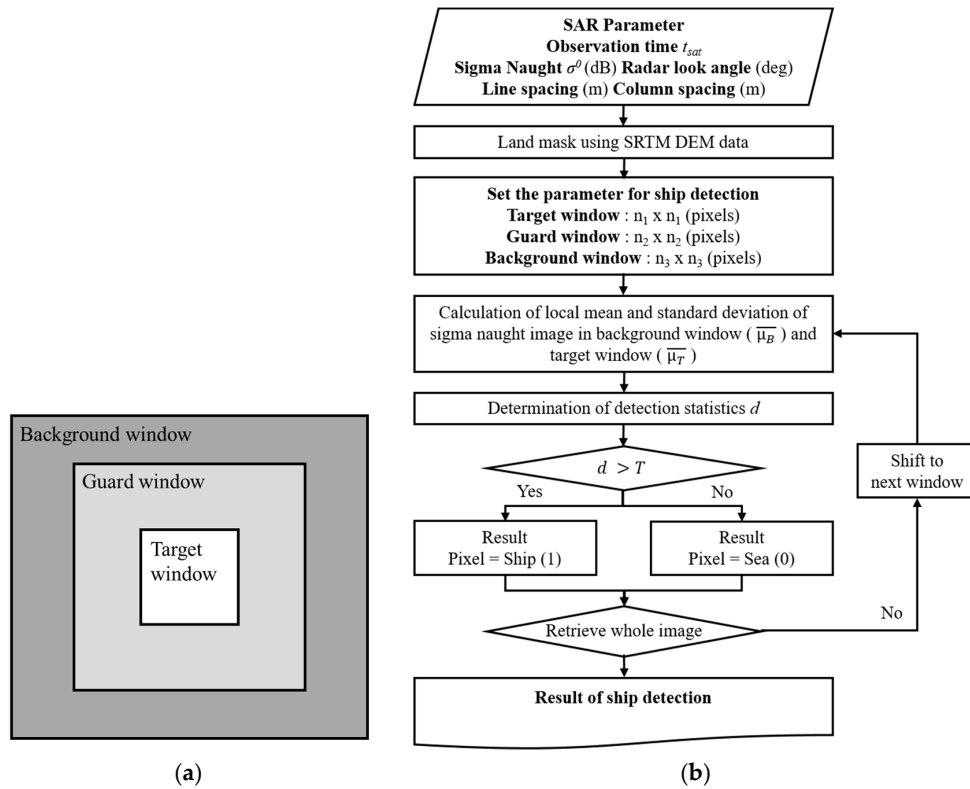 Background window
Guard window
Target
window
(a)
SAR Parameter
Observation time t_sat
Sigma Naught σ⁰ (dB) Radar look angle (deg)
Line spacing (m) Column spacing (m)
Land mask using SRTM DEM data
Set the parameter for ship detection
Target window : n₁ x n₁ (pixels)
Guard window : n₂ x n₂ (pixels)
Background window : n₃ x n₃ (pixels)
Calculation of local mean and standard deviation of
sigma naught image in background window ( μ̅_B ) and
target window ( μ̅_T )
Determination of detection statistics d
d > T
Yes
No
Result
Pixel = Ship (1)
Result
Pixel = Sea (0)
Shift to
next window
Retrieve whole image
No
Result of ship detection
(b)